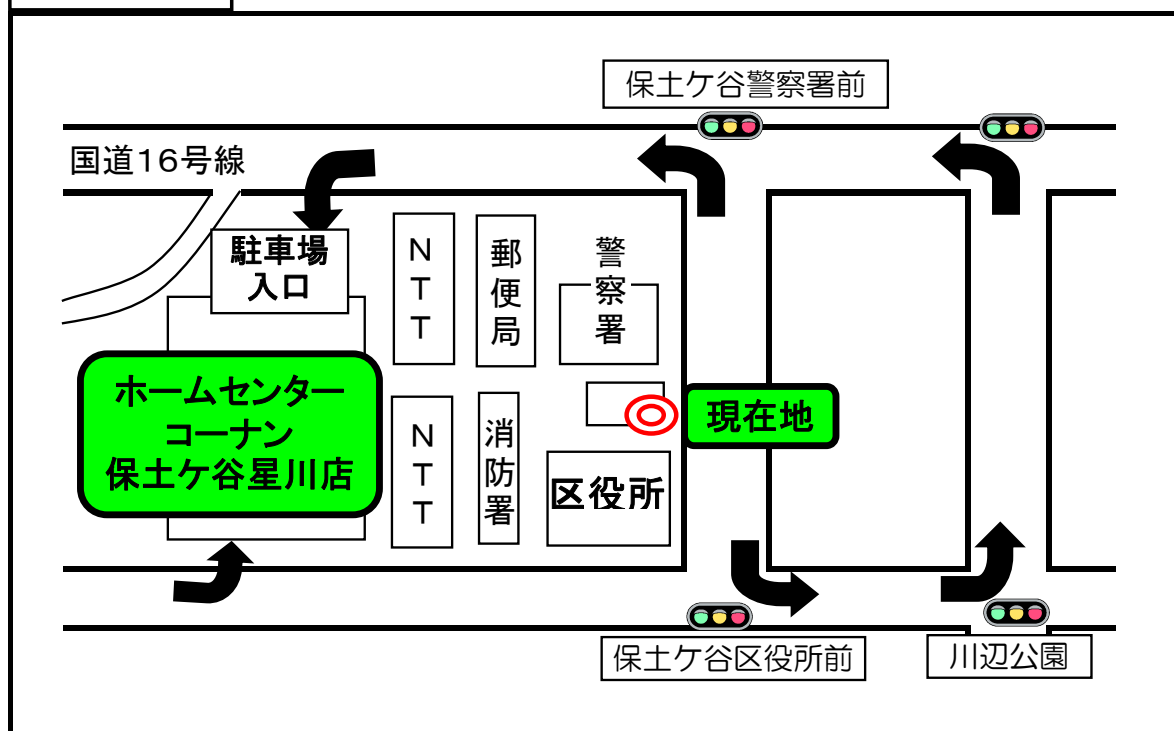 保土ケ谷警察署前
国道16号線
駐車場
入口
NTT
郵便局
警察署
ホームセンター
コーナン
保土ケ谷星川店
NTT
消防署
現在地
区役所
保土ケ谷区役所前
川辺公園